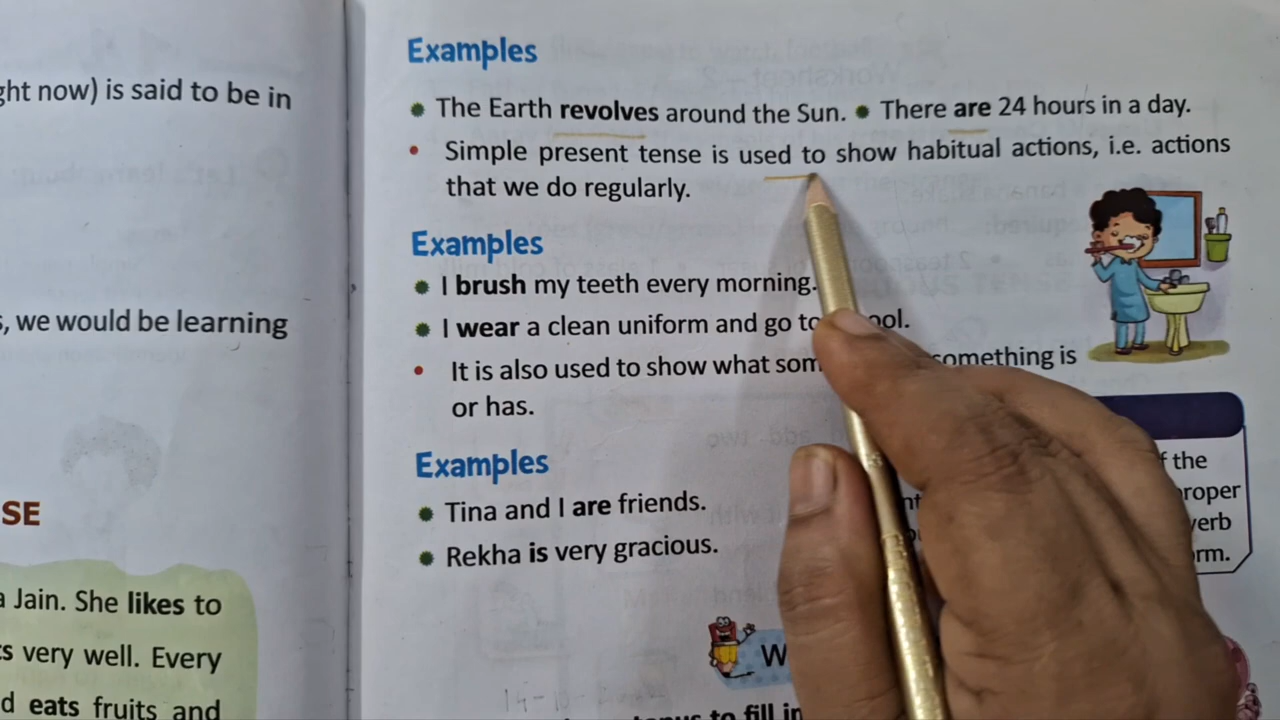 ght now) is said to be in
, we would be learning
SE
Jain. She likes to
s very well. Every
d eats fruits and
Examples
The Earth revolves around the Sun. There are 24 hours in a day.
Simple present tense is used to show habitual actions, i.e. actions
that we do regularly.
Examples
I brush my teeth every morning.
I wear a clean uniform and go to ool.
It is also used to show what som something is
or has.
Examples
Tina and I are friends.
Rekha is very gracious.
the
roper
verb
rm.
W
to fill in